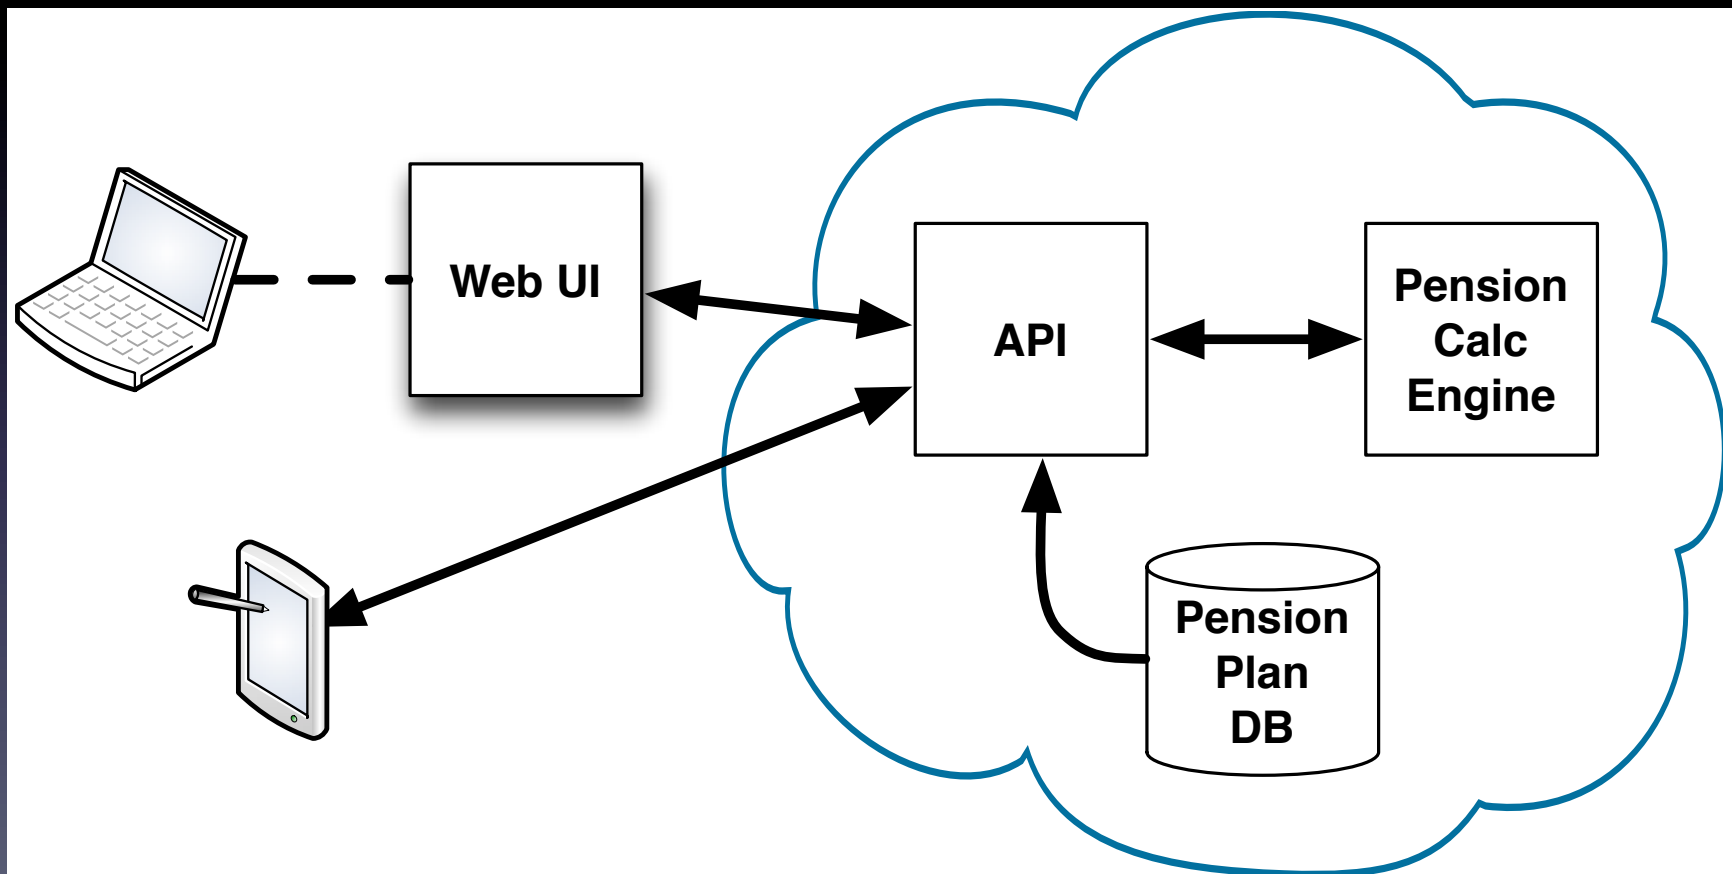 Web UI
API
Pension
Calc
Engine
Pension
Plan
DB